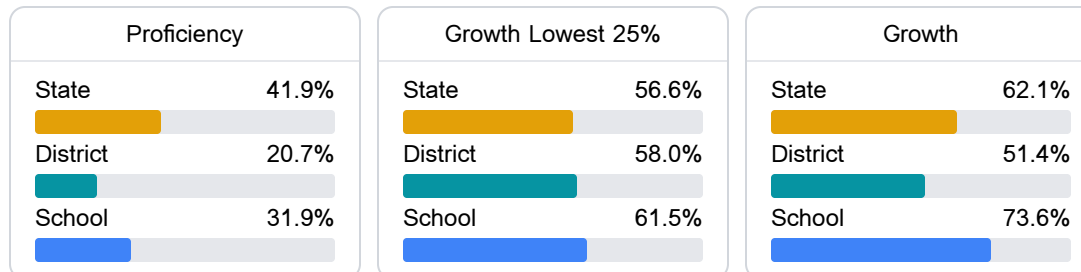 Proficiency
State 41.9%
District 20.7%
School 31.9%
Growth Lowest 25%
State 56.6%
District 58.0%
School 61.5%
Growth
State 62.1%
District 51.4%
School 73.6%